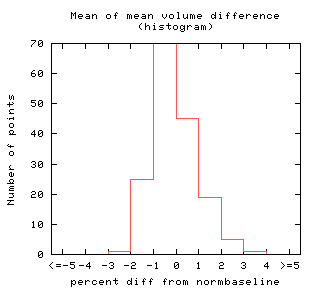 Mean of mean volume difference
(histogram)
70
60
50
40
30
20
10
0
Number of points
<=-5 -4 -3 -2 -1 0 1 2 3 4 >=5
percent diff from normbaseline